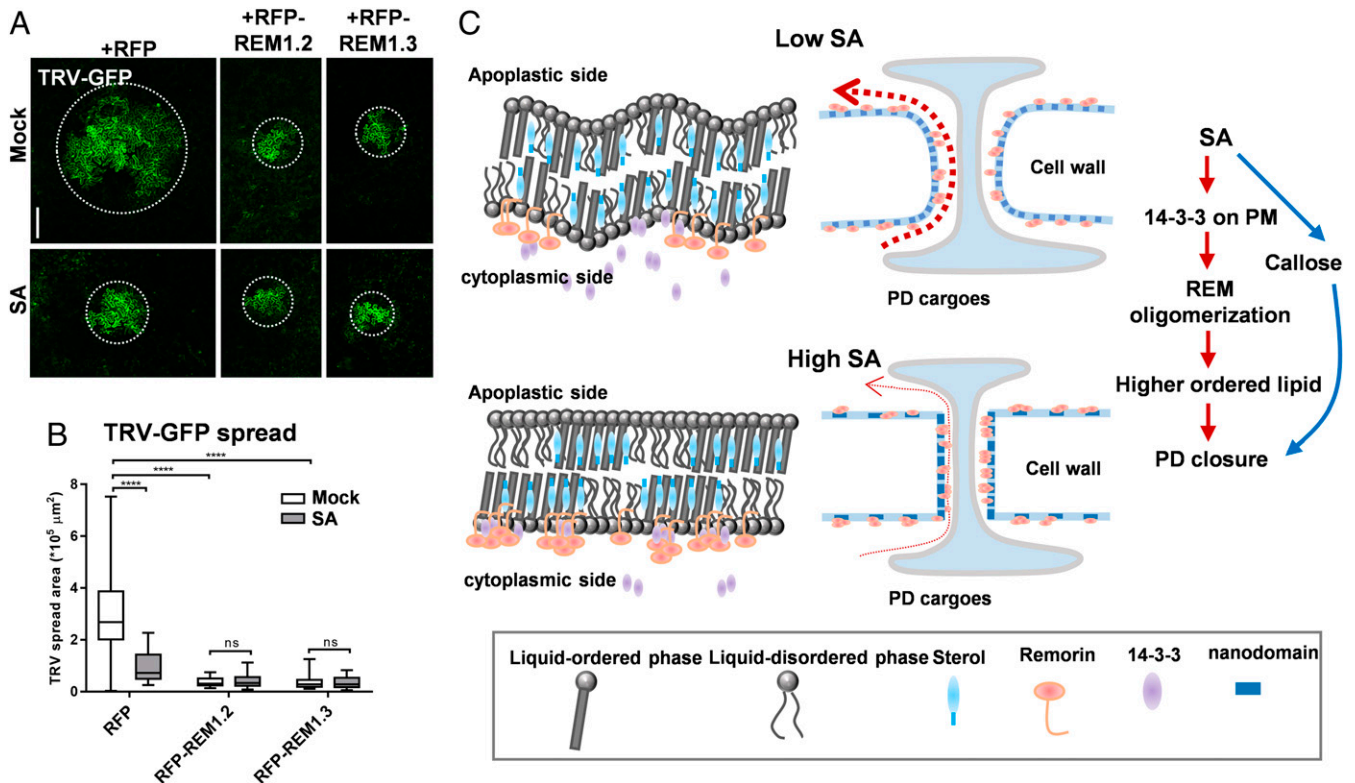 A
+RFP
+RFP-
REM1.2
+RFP-
REM1.3
TRV-GFP
Mock
SA
B
TRV-GFP spread
****
****
****
Mock
SA
ns
ns
TRV spread area (*10⁵ μm²)
8
6
4
2
0
RFP
RFP-REM1.2
RFP-REM1.3
C
Low SA
Apoplastic side
cytoplasmic side
Cell wall
PD cargoes
High SA
Apoplastic side
cytoplasmic side
Cell wall
PD cargoes
SA
14-3-3 on PM
Callose
REM
oligomerization
Higher ordered lipid
PD closure
Liquid-ordered phase
Liquid-disordered phase
Sterol
Remorin
14-3-3
nanodomain